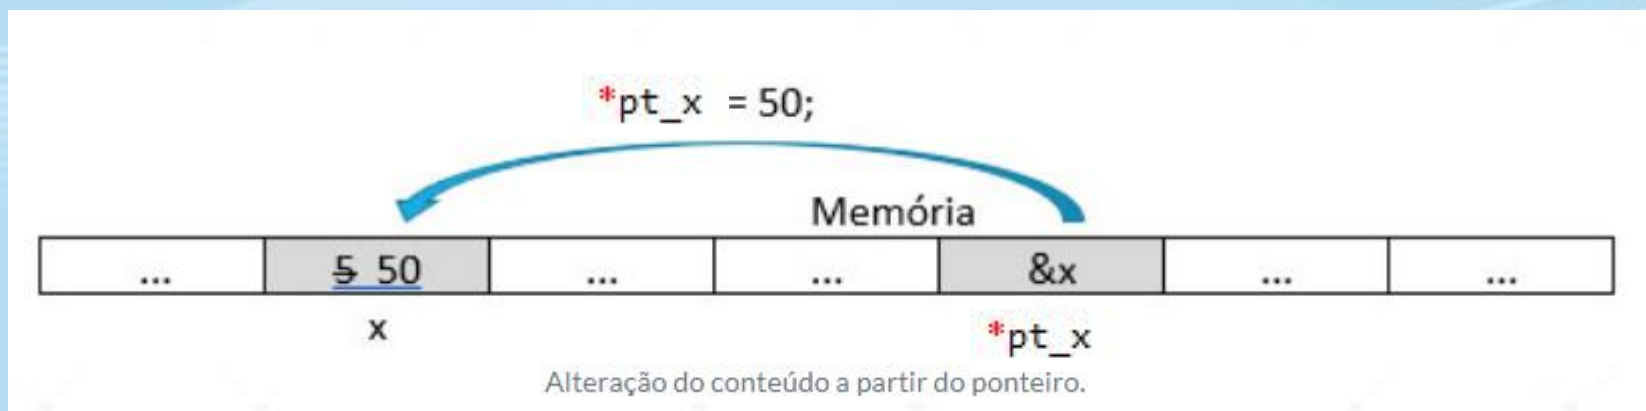 *pt_x = 50;
Memória
... 5 50 ... ... &x ... ...
x *pt_x
Alteração do conteúdo a partir do ponteiro.